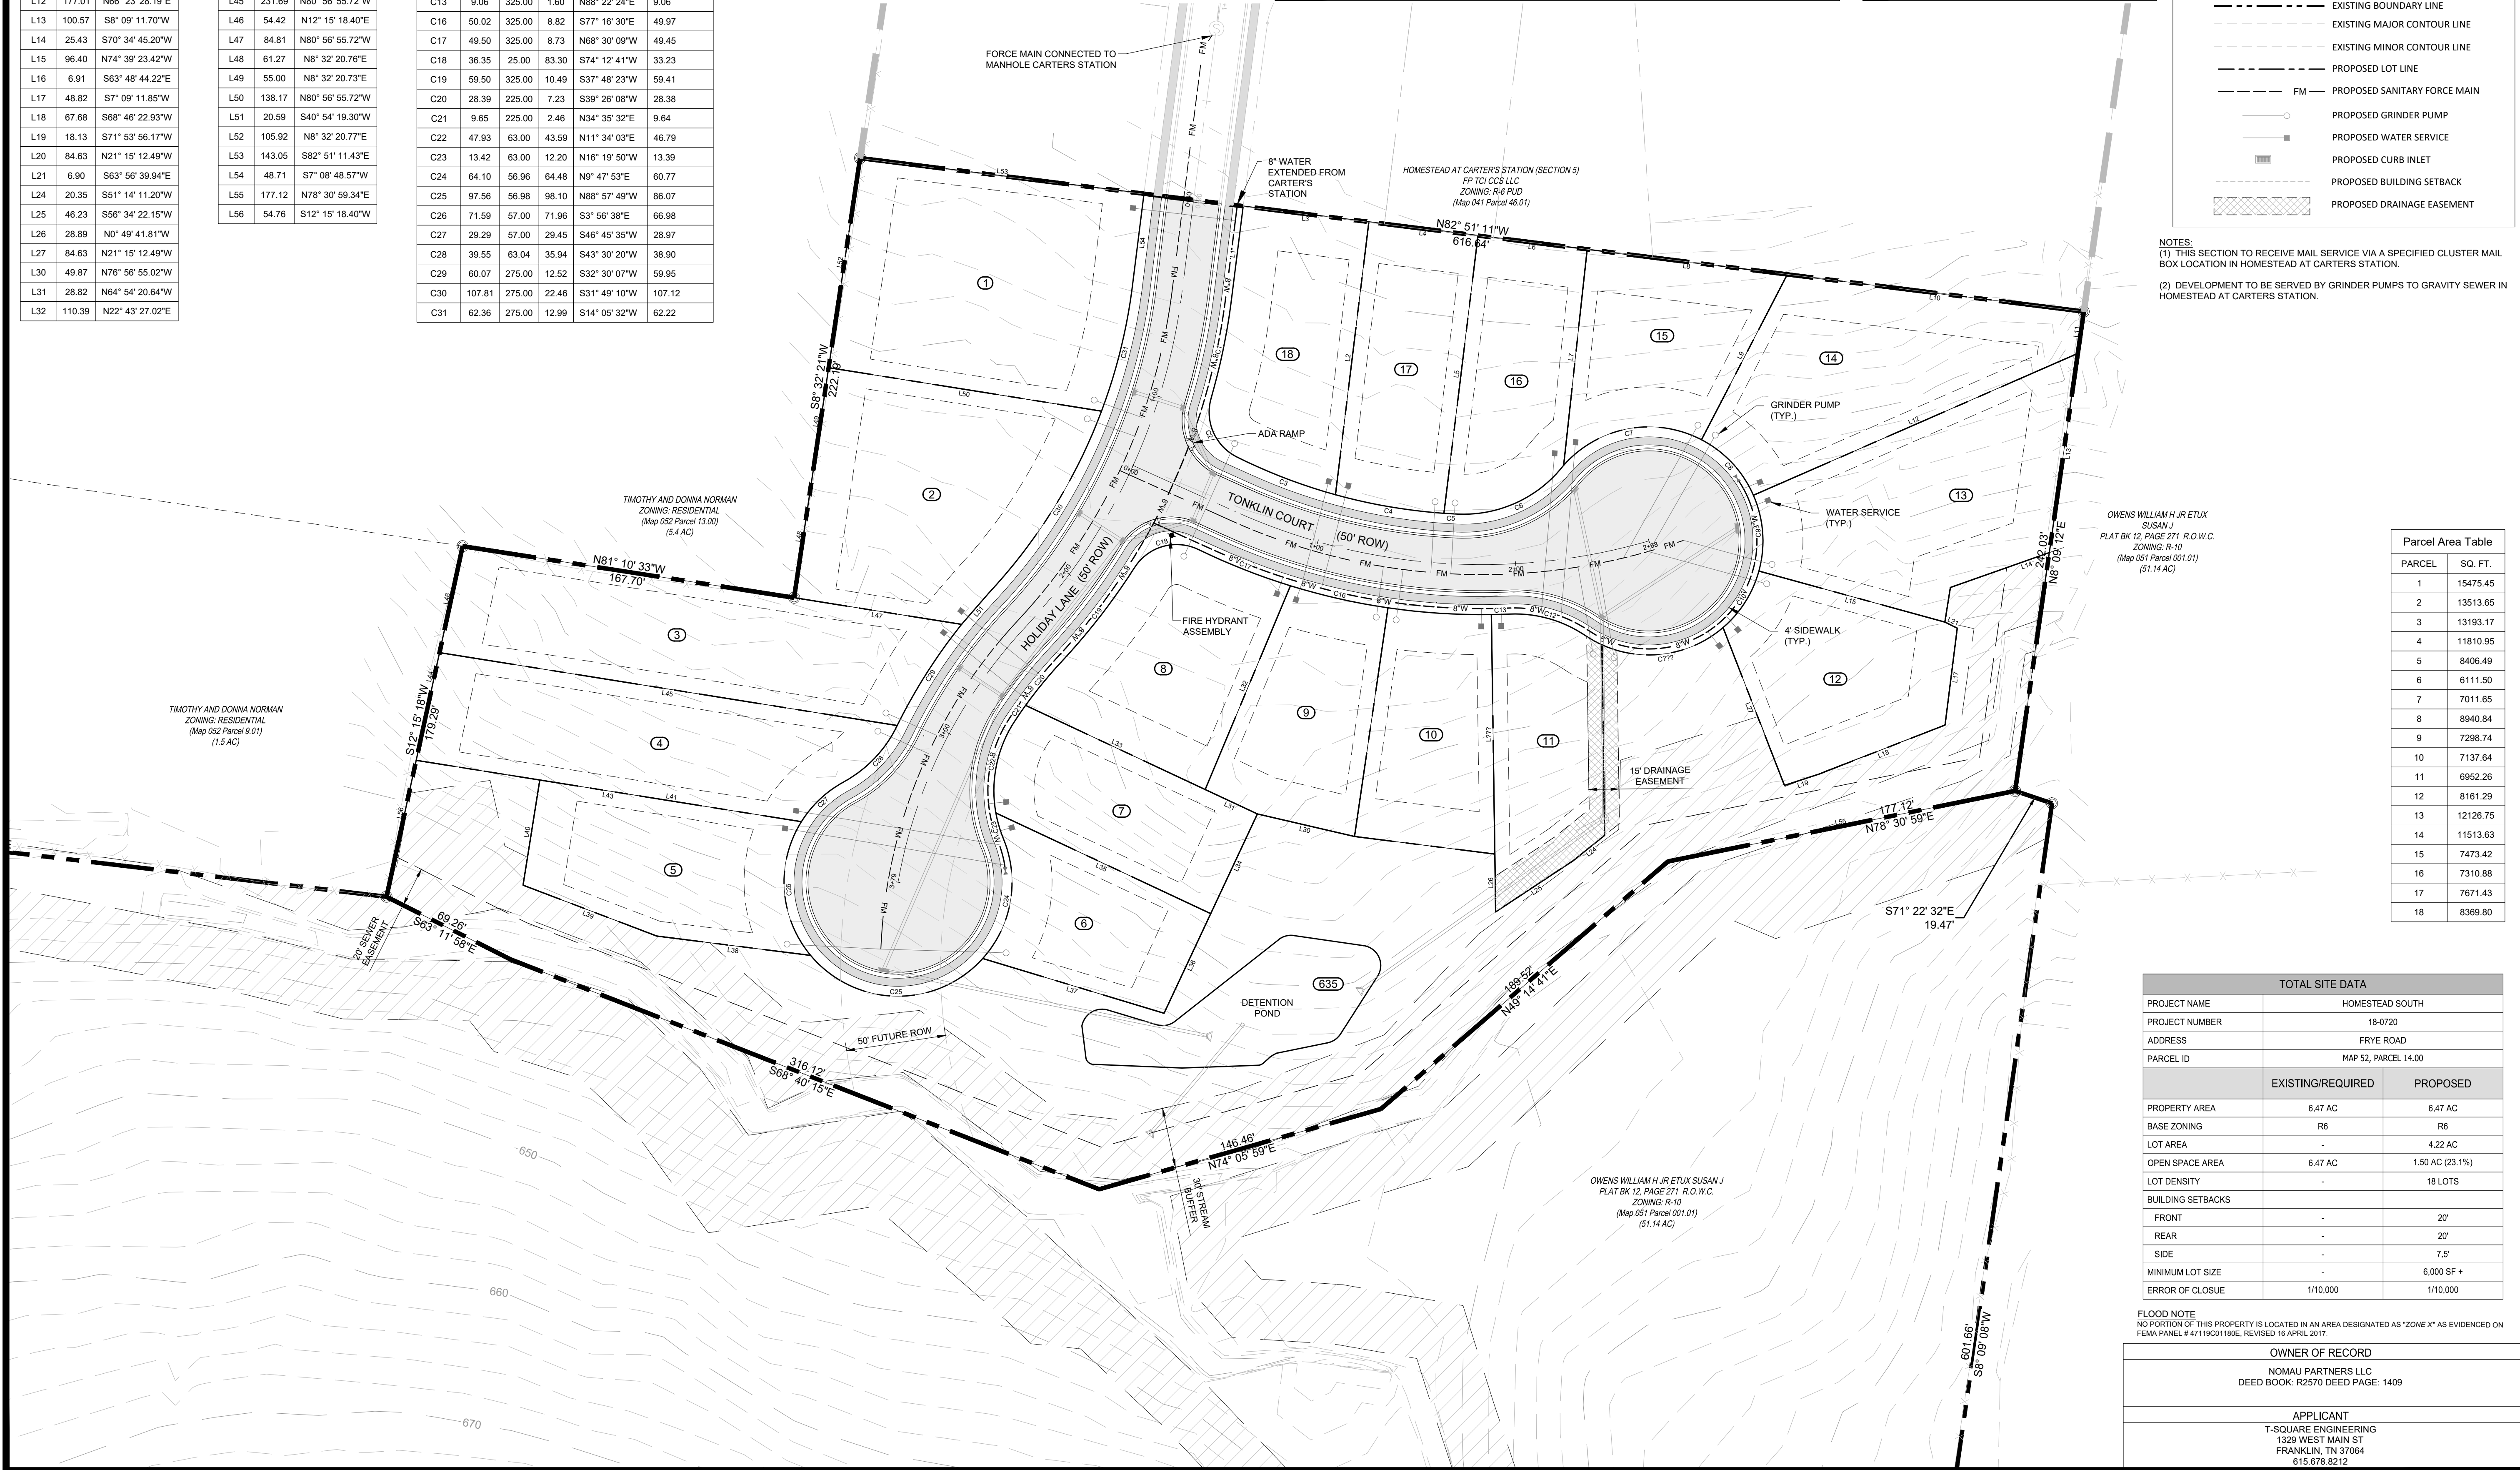 L12 177.01 N66° 23' 28.19"E
L13 100.57 S8° 09' 11.70"W
L14 25.43 S70° 34' 45.20"W
L15 96.40 N74° 39' 23.42"W
L16 6.91 S63° 48' 44.22"E
L17 48.82 S7° 09' 11.85"W
L18 67.68 S68° 46' 22.93"W
L19 18.13 S71° 53' 56.17"W
L20 84.63 N21° 15' 12.49"W
L21 6.90 S63° 56' 39.94"E
L24 20.35 S51° 14' 11.20"W
L25 46.23 S56° 34' 22.15"W
L26 28.89 N0° 49' 41.81"W
L27 84.63 N21° 15' 12.49"W
L30 49.87 N76° 56' 55.02"W
L31 28.82 N64° 54' 20.64"W
L32 110.39 N22° 43' 27.02"E
L45 231.69 N80° 56' 55.72"W
L46 54.42 N12° 15' 18.40"E
L47 84.81 N80° 56' 55.72"W
L48 61.27 N8° 32' 20.76"E
L49 55.00 N8° 32' 20.73"E
L50 138.17 N80° 56' 55.72"W
L51 20.59 S40° 54' 19.30"W
L52 105.92 N8° 32' 20.77"E
L53 143.05 S82° 51' 11.43"E
L54 48.71 S7° 08' 48.57"W
L55 177.12 N78° 30' 59.34"E
L56 54.76 S12° 15' 18.40"W
C13 9.06 325.00 1.60 N88° 22' 24"E 9.06
C16 50.02 325.00 8.82 S77° 16' 30"E 49.97
C17 49.50 325.00 8.73 N68° 30' 09"W 49.45
C18 36.35 25.00 83.30 S74° 12' 41"W 33.23
C19 59.50 325.00 10.49 S37° 48' 23"W 59.41
C20 28.39 225.00 7.23 S39° 26' 08"W 28.38
C21 9.65 225.00 2.46 N34° 35' 32"E 9.64
C22 47.93 63.00 43.59 N11° 34' 03"E 46.79
C23 13.42 63.00 12.20 N16° 19' 50"W 13.39
C24 64.10 56.96 64.48 N9° 47' 53"E 60.77
C25 97.56 56.98 98.10 N88° 57' 49"W 86.07
C26 71.59 57.00 71.96 S3° 56' 38"E 66.98
C27 29.29 57.00 29.45 S46° 45' 35"W 28.97
C28 39.55 63.04 35.94 S43° 30' 20"W 38.90
C29 60.07 275.00 12.52 S32° 30' 07"W 59.95
C30 107.81 275.00 22.46 S31° 49' 10"W 107.12
C31 62.36 275.00 12.99 S14° 05' 32"W 62.22
EXISTING BOUNDARY LINE
EXISTING MAJOR CONTOUR LINE
EXISTING MINOR CONTOUR LINE
PROPOSED LOT LINE
FM PROPOSED SANITARY FORCE MAIN
PROPOSED GRINDER PUMP
PROPOSED WATER SERVICE
PROPOSED CURB INLET
PROPOSED BUILDING SETBACK
PROPOSED DRAINAGE EASEMENT
NOTES:
(1) THIS SECTION TO RECEIVE MAIL SERVICE VIA A SPECIFIED CLUSTER MAIL
BOX LOCATION IN HOMESTEAD AT CARTERS STATION.
(2) DEVELOPMENT TO BE SERVED BY GRINDER PUMPS TO GRAVITY SEWER IN
HOMESTEAD AT CARTERS STATION.
FORCE MAIN CONNECTED TO
MANHOLE CARTERS STATION
8" WATER
EXTENDED FROM
CARTER'S
STATION
HOMESTEAD AT CARTER'S STATION (SECTION 5)
FP TCI CCS LLC
ZONING: R-6 PUD
(Map 041 Parcel 46.01)
N82° 51' 11"W
616.64'
S8° 32' 21"W
222.19'
ADA RAMP
GRINDER PUMP
(TYP.)
WATER SERVICE
(TYP.)
4' SIDEWALK
(TYP.)
TONKLIN COURT
(50' ROW)
HOLIDAY LANE (50' ROW)
FIRE HYDRANT
ASSEMBLY
TIMOTHY AND DONNA NORMAN
ZONING: RESIDENTIAL
(Map 052 Parcel 13.00)
(5.4 AC)
N81° 10' 33"W
167.70'
TIMOTHY AND DONNA NORMAN
ZONING: RESIDENTIAL
(Map 052 Parcel 9.01)
(1.5 AC)
S12° 15' 18"W
179.29'
OWENS WILLIAM H JR ETUX
SUSAN J
PLAT BK 12, PAGE 271 R.O.W.C.
ZONING: R-10
(Map 051 Parcel 001.01)
(51.14 AC)
242.03'
N8° 09' 12"E
1
2
3
4
5
6
7
8
9
10
11
12
13
14
15
16
17
18
635
15' DRAINAGE
EASEMENT
177.12'
N78° 30' 59"E
S71° 22' 32"E
19.47'
20' SEWER
EASEMENT
69.26'
S63° 11' 58"E
DETENTION
POND
50' FUTURE ROW
316.12'
S68° 40' 15"E
189.52'
N49° 14' 41"E
146.46'
N74° 05' 59"E
30' STREAM
BUFFER
650
660
670
OWENS WILLIAM H JR ETUX SUSAN J
PLAT BK 12, PAGE 271 R.O.W.C.
ZONING: R-10
(Map 051 Parcel 001.01)
(51.14 AC)
601.66'
S8° 09' 08"W
Parcel Area Table
PARCEL SQ. FT.
1 15475.45
2 13513.65
3 13193.17
4 11810.95
5 8406.49
6 6111.50
7 7011.65
8 8940.84
9 7298.74
10 7137.64
11 6952.26
12 8161.29
13 12126.75
14 11513.63
15 7473.42
16 7310.88
17 7671.43
18 8369.80
TOTAL SITE DATA
PROJECT NAME HOMESTEAD SOUTH
PROJECT NUMBER 18-0720
ADDRESS FRYE ROAD
PARCEL ID MAP 52, PARCEL 14.00
EXISTING/REQUIRED PROPOSED
PROPERTY AREA 6.47 AC 6.47 AC
BASE ZONING R6 R6
LOT AREA - 4.22 AC
OPEN SPACE AREA 6.47 AC 1.50 AC (23.1%)
LOT DENSITY - 18 LOTS
BUILDING SETBACKS
FRONT - 20'
REAR - 20'
SIDE - 7.5'
MINIMUM LOT SIZE - 6,000 SF +
ERROR OF CLOSUE 1/10,000 1/10,000
FLOOD NOTE
NO PORTION OF THIS PROPERTY IS LOCATED IN AN AREA DESIGNATED AS "ZONE X" AS EVIDENCED ON
FEMA PANEL # 47119C01180E, REVISED 16 APRIL 2017.
OWNER OF RECORD
NOMAU PARTNERS LLC
DEED BOOK: R2570 DEED PAGE: 1409
APPLICANT
T-SQUARE ENGINEERING
1329 WEST MAIN ST
FRANKLIN, TN 37064
615.678.8212